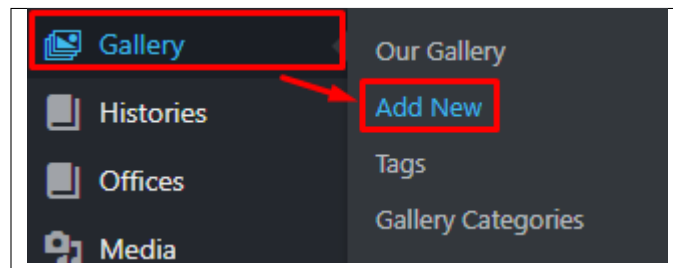 Gallery
Histories
Offices
Media
Our Gallery
Add New
Tags
Gallery Categories